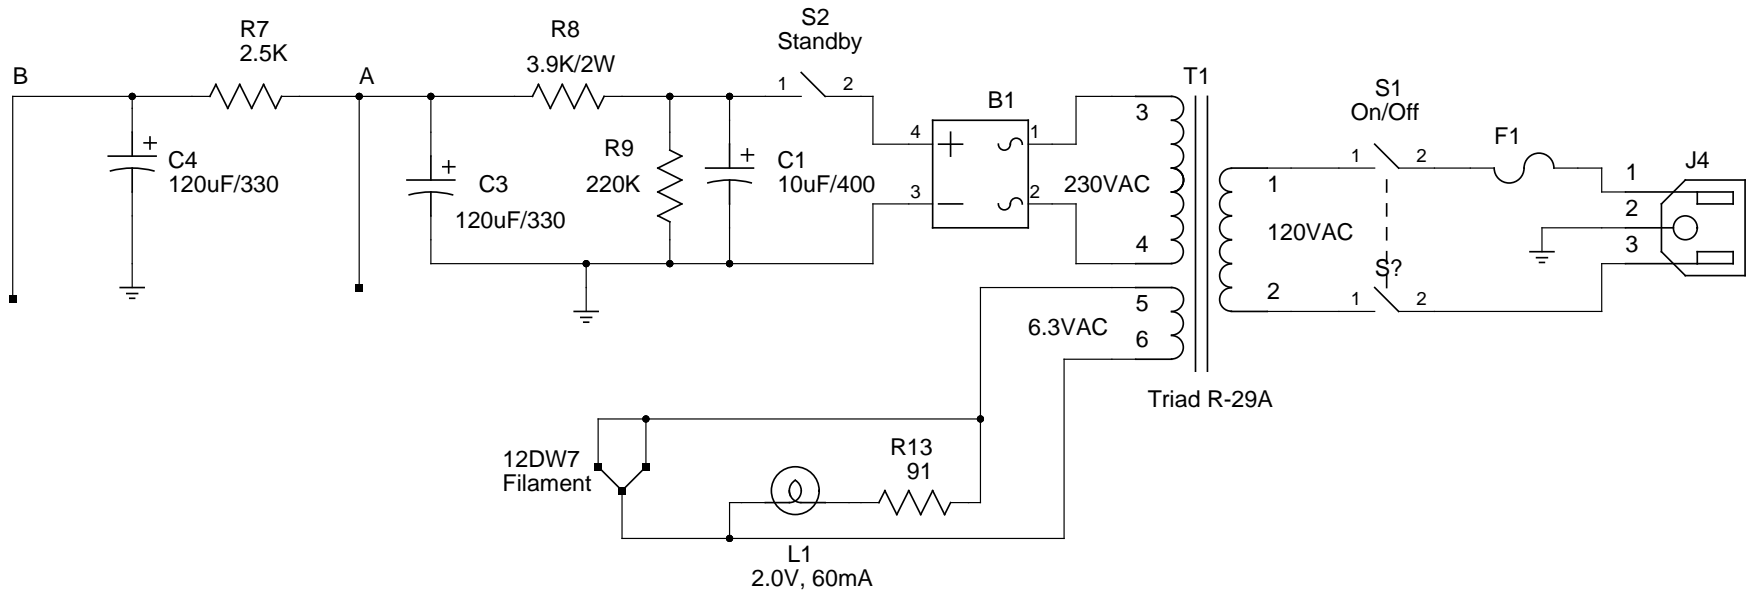 S2
Standby
R7
2.5K
R8
3.9K/2W
B
A
1
2
T1
S1
On/Off
B1
F1
3
4
+
1
1
2
J4
C4
120uF/330
+
C3
120uF/330
+
R9
220K
C1
10uF/400
+
3
−
2
230VAC
4
1
120VAC
2
1
2
3
S?
1
2
5
6.3VAC
6
Triad R-29A
12DW7
Filament
R13
91
L1
2.0V, 60mA